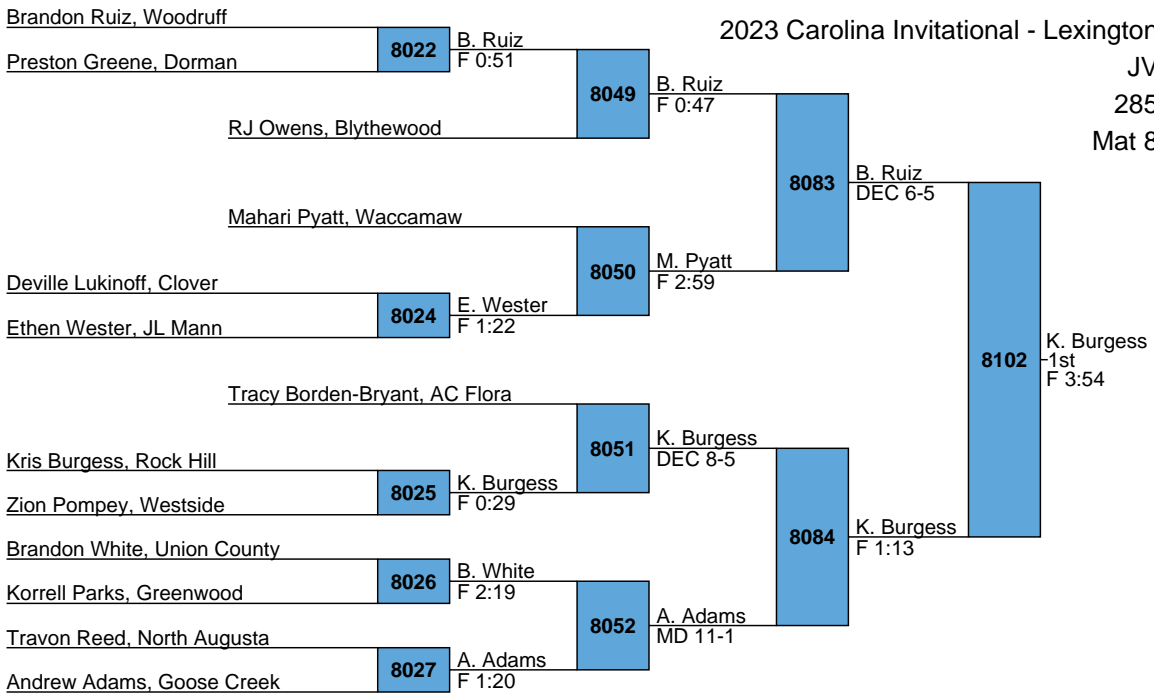 2023 Carolina Invitational - Lexington
JV
285
Mat 8
Brandon Ruiz, Woodruff
Preston Greene, Dorman
8022
B. Ruiz
F 0:51
RJ Owens, Blythewood
8049
B. Ruiz
F 0:47
Mahari Pyatt, Waccamaw
Deville Lukinoff, Clover
Ethen Wester, JL Mann
8024
E. Wester
F 1:22
8050
M. Pyatt
F 2:59
8083
B. Ruiz
DEC 6-5
Tracy Borden-Bryant, AC Flora
Kris Burgess, Rock Hill
Zion Pompey, Westside
8025
K. Burgess
F 0:29
8051
K. Burgess
DEC 8-5
Brandon White, Union County
Korrell Parks, Greenwood
8026
B. White
F 2:19
Travon Reed, North Augusta
Andrew Adams, Goose Creek
8027
A. Adams
F 1:20
8052
A. Adams
MD 11-1
8084
K. Burgess
F 1:13
8102
K. Burgess
1st
F 3:54